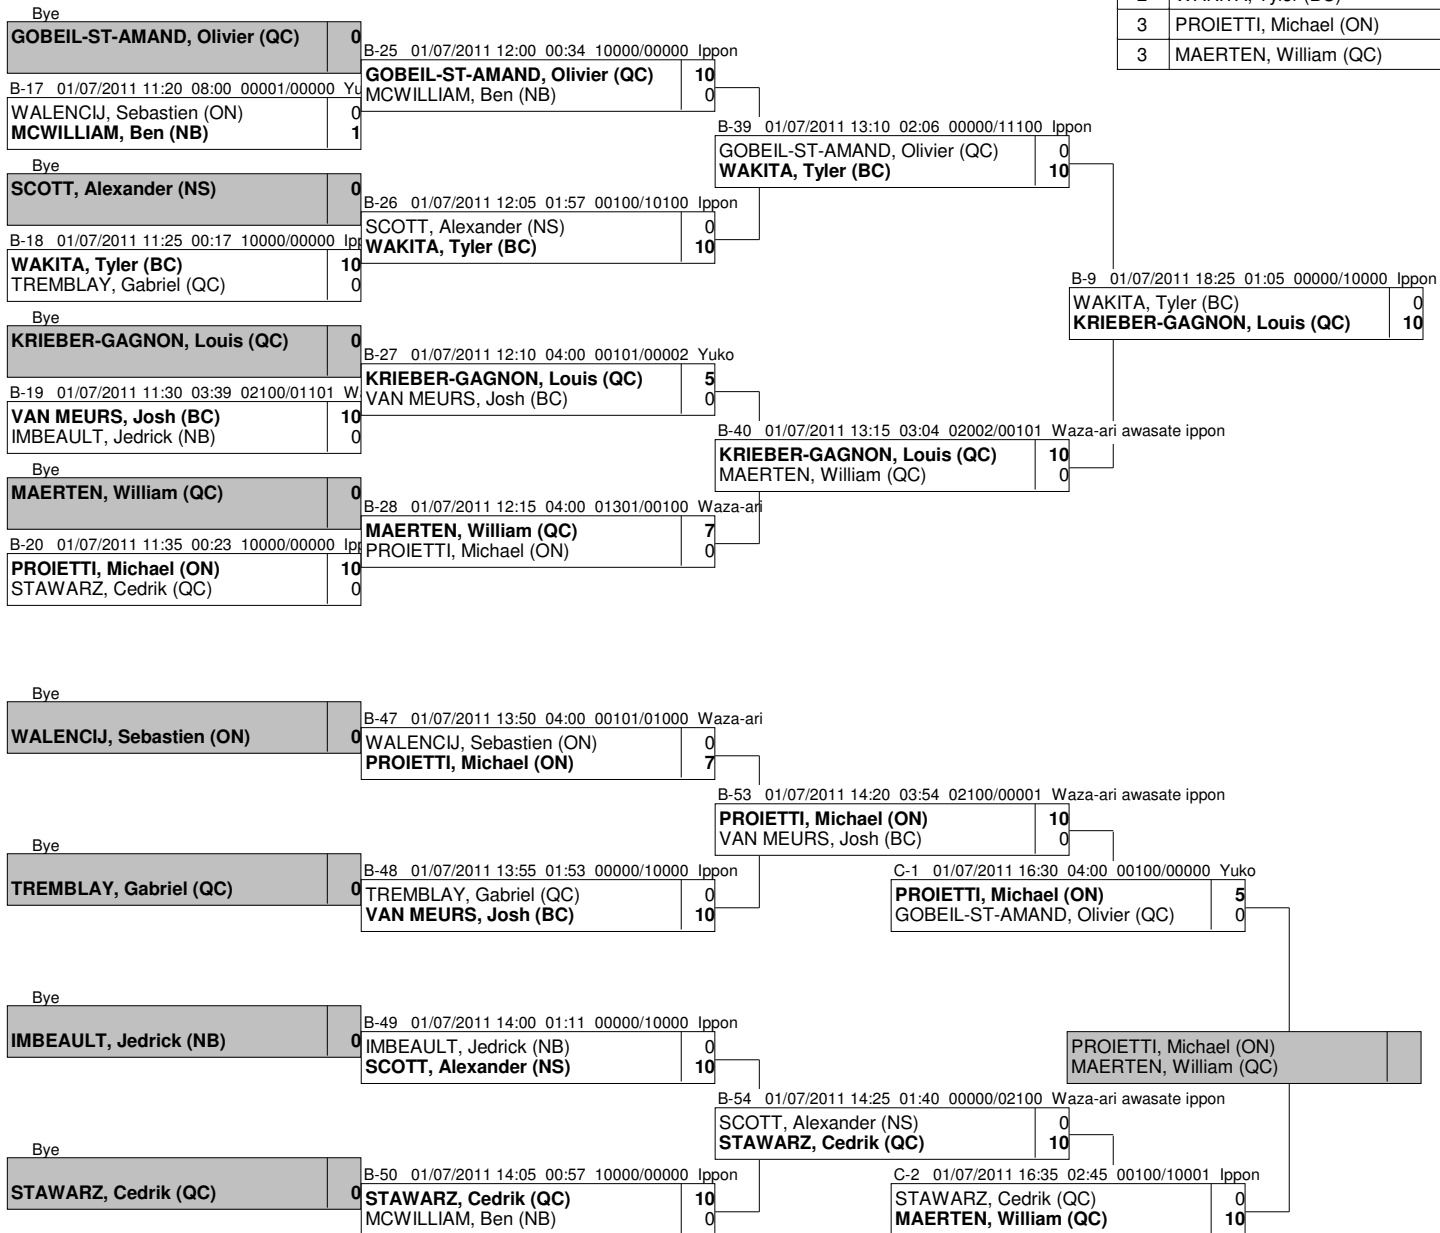 2 WAKITA, Tyler (BC)
3 PROIETTI, Michael (ON)
3 MAERTEN, William (QC)
Bye
GOBEIL-ST-AMAND, Olivier (QC) 0
B-17 01/07/2011 11:20 08:00 00001/00000 Yu
WALENCIJ, Sebastien (ON) 0
MCWILLIAM, Ben (NB) 1
Bye
SCOTT, Alexander (NS) 0
B-18 01/07/2011 11:25 00:17 10000/00000 Ipp
WAKITA, Tyler (BC) 10
TREMBLAY, Gabriel (QC) 0
Bye
KRIEBER-GAGNON, Louis (QC) 0
B-19 01/07/2011 11:30 03:39 02100/01101 W
VAN MEURS, Josh (BC) 10
IMBEAULT, Jedrick (NB) 0
Bye
MAERTEN, William (QC) 0
B-20 01/07/2011 11:35 00:23 10000/00000 Ipp
PROIETTI, Michael (ON) 10
STAWARZ, Cedrik (QC) 0
B-25 01/07/2011 12:00 00:34 10000/00000 Ippon
GOBEIL-ST-AMAND, Olivier (QC) 10
MCWILLIAM, Ben (NB) 0
B-26 01/07/2011 12:05 01:57 00100/10100 Ippon
SCOTT, Alexander (NS) 0
WAKITA, Tyler (BC) 10
B-27 01/07/2011 12:10 04:00 00101/00002 Yuko
KRIEBER-GAGNON, Louis (QC) 5
VAN MEURS, Josh (BC) 0
B-28 01/07/2011 12:15 04:00 01301/00100 Waza-ari
MAERTEN, William (QC) 7
PROIETTI, Michael (ON) 0
B-39 01/07/2011 13:10 02:06 00000/11100 Ippon
GOBEIL-ST-AMAND, Olivier (QC) 0
WAKITA, Tyler (BC) 10
B-40 01/07/2011 13:15 03:04 02002/00101 Waza-ari awasate ippon
KRIEBER-GAGNON, Louis (QC) 10
MAERTEN, William (QC) 0
B-9 01/07/2011 18:25 01:05 00000/10000 Ippon
WAKITA, Tyler (BC) 0
KRIEBER-GAGNON, Louis (QC) 10
Bye
WALENCIJ, Sebastien (ON) 0
Bye
TREMBLAY, Gabriel (QC) 0
Bye
IMBEAULT, Jedrick (NB) 0
Bye
STAWARZ, Cedrik (QC) 0
B-47 01/07/2011 13:50 04:00 00101/01000 Waza-ari
WALENCIJ, Sebastien (ON) 0
PROIETTI, Michael (ON) 7
B-48 01/07/2011 13:55 01:53 00000/10000 Ippon
TREMBLAY, Gabriel (QC) 0
VAN MEURS, Josh (BC) 10
B-49 01/07/2011 14:00 01:11 00000/10000 Ippon
IMBEAULT, Jedrick (NB) 0
SCOTT, Alexander (NS) 10
B-50 01/07/2011 14:05 00:57 10000/00000 Ippon
STAWARZ, Cedrik (QC) 10
MCWILLIAM, Ben (NB) 0
B-53 01/07/2011 14:20 03:54 02100/00001 Waza-ari awasate ippon
PROIETTI, Michael (ON) 10
VAN MEURS, Josh (BC) 0
B-54 01/07/2011 14:25 01:40 00000/02100 Waza-ari awasate ippon
SCOTT, Alexander (NS) 0
STAWARZ, Cedrik (QC) 10
C-1 01/07/2011 16:30 04:00 00100/00000 Yuko
PROIETTI, Michael (ON) 5
GOBEIL-ST-AMAND, Olivier (QC) 0
C-2 01/07/2011 16:35 02:45 00100/10001 Ippon
STAWARZ, Cedrik (QC) 0
MAERTEN, William (QC) 10
PROIETTI, Michael (ON)
MAERTEN, William (QC)